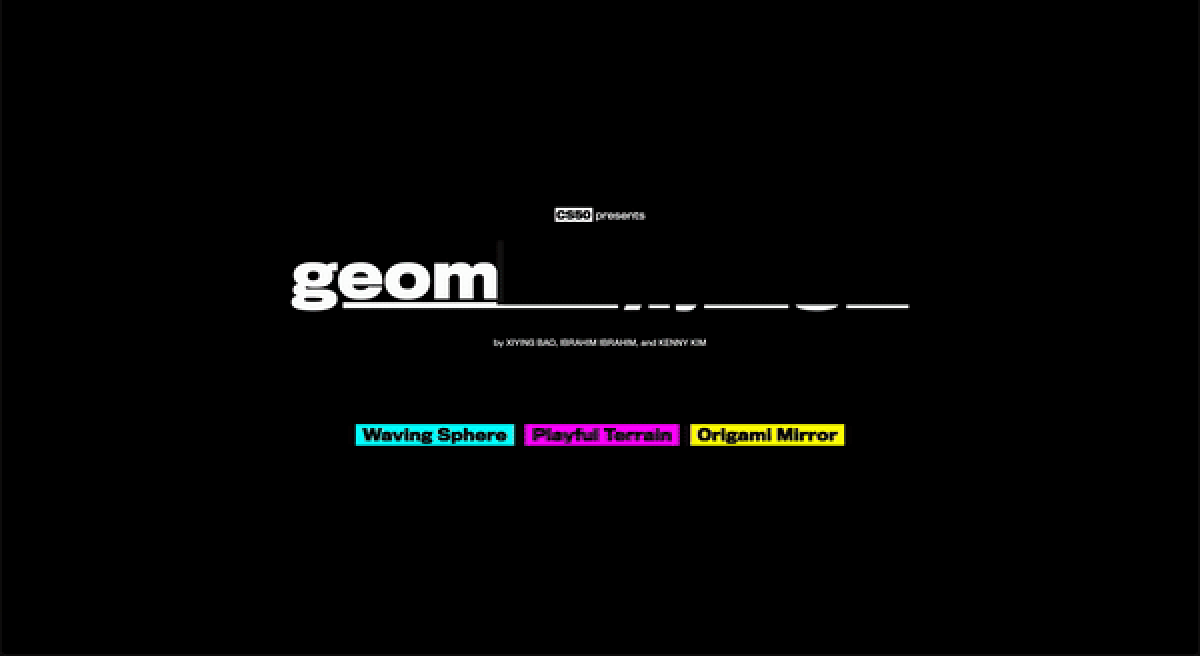 CS50 presents
geom
by XIYING BAO, IBRAHIM IBRAHIM, and KENNY KIM
Waving Sphere Playful Terrain Origami Mirror